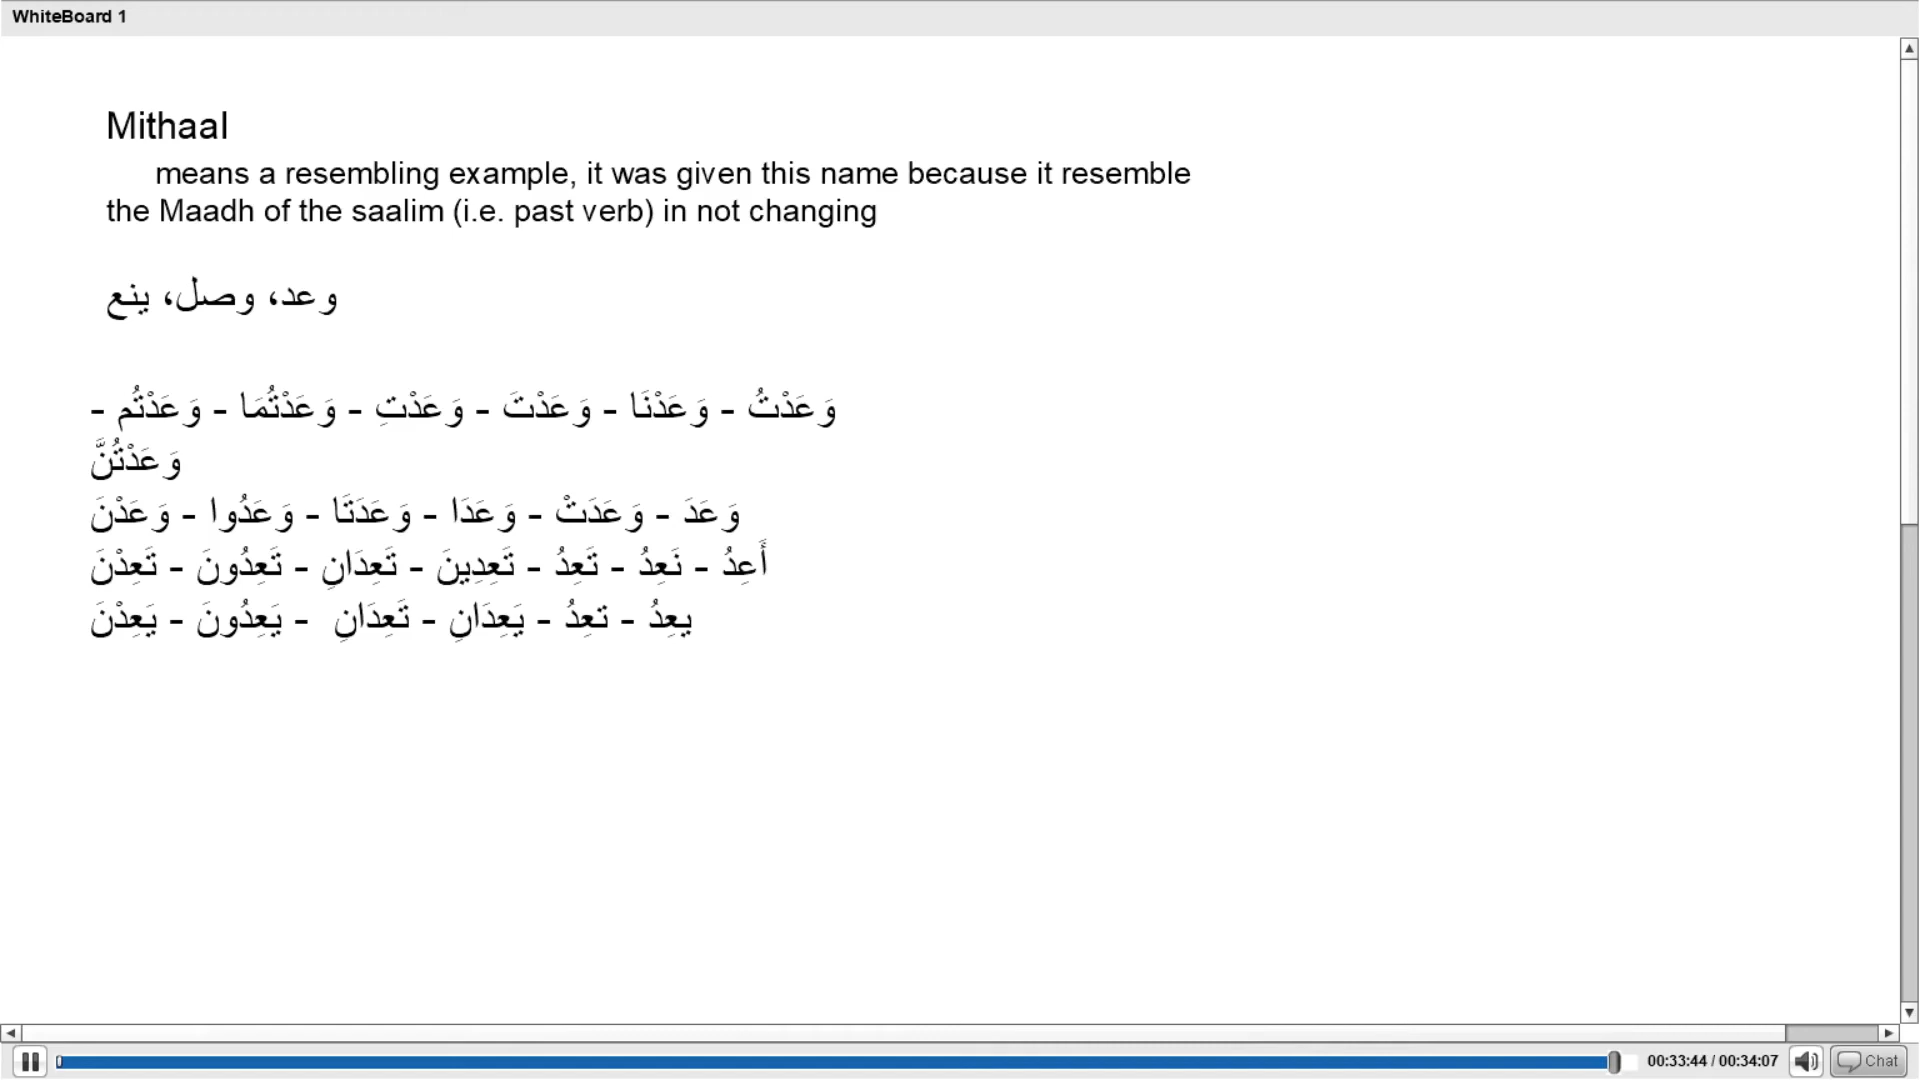 WhiteBoard 1
Mithaal
means a resembling example, it was given this name because it resemble
the Maadh of the saalim (i.e. past verb) in not changing
وعد، وصل، ينع
وَعَدْتُ - وَعَدْنَا - وَعَدْتَ - وَعَدْتِ - وَعَدْتُمَا - وَعَدْتُم -
وَعَدْتُنَّ
وَعَدَ - وَعَدَتْ - وَعَدَا - وَعَدَتَا - وَعَدُوا - وَعَدْنَ
أَعِدُ - نَعِدُ - تَعِدُ - تَعِدِينَ - تَعِدَانِ - تَعِدُونَ - تَعِدْنَ
يعِدُ - تعِدُ - يَعِدَانِ - تَعِدَانِ - يَعِدُونَ - يَعِدْنَ
00:33:44 / 00:34:07
Chat